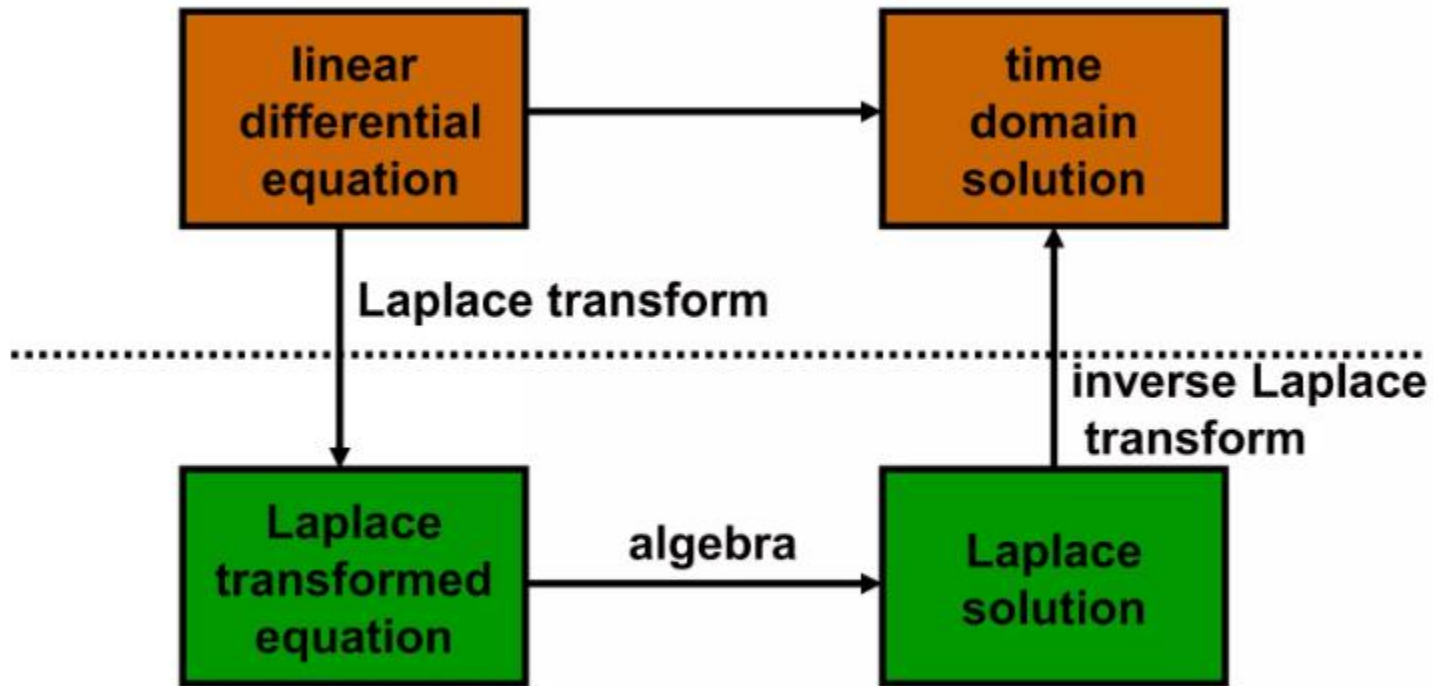 linear
differential
equation
time
domain
solution
Laplace transform
inverse Laplace
transform
Laplace
transformed
equation
algebra
Laplace
solution